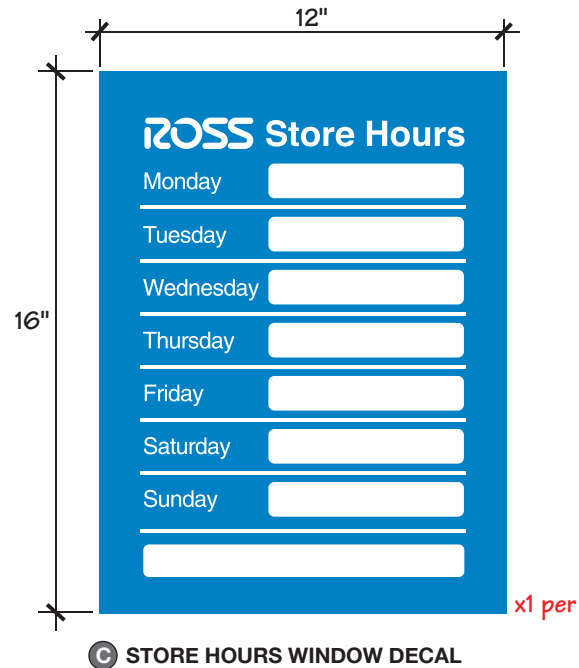 12"
ROSS Store Hours
Monday
Tuesday
Wednesday
16"
Thursday
Friday
Saturday
Sunday
x1 per
C STORE HOURS WINDOW DECAL